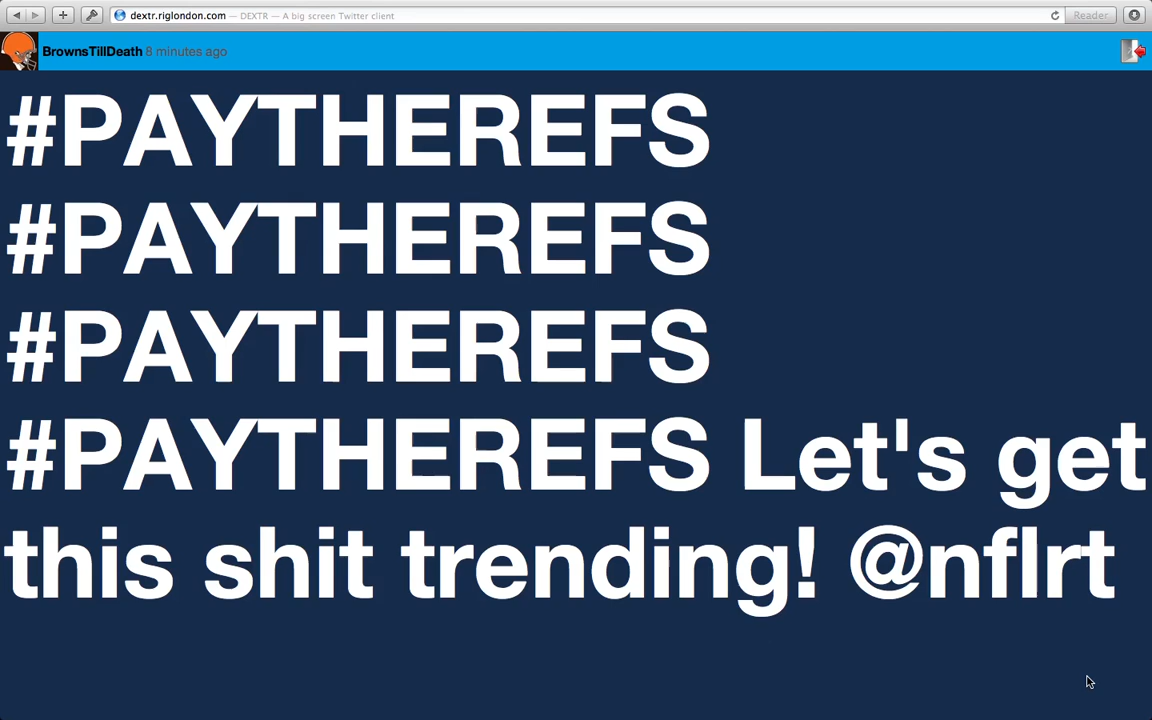 dextr.riglondon.com — DEXTR — A big screen Twitter client
Reader
BrownsTillDeath 8 minutes ago
#PAYTHEREFS
#PAYTHEREFS
#PAYTHEREFS
#PAYTHEREFS Let's get
this shit trending! @nflrt